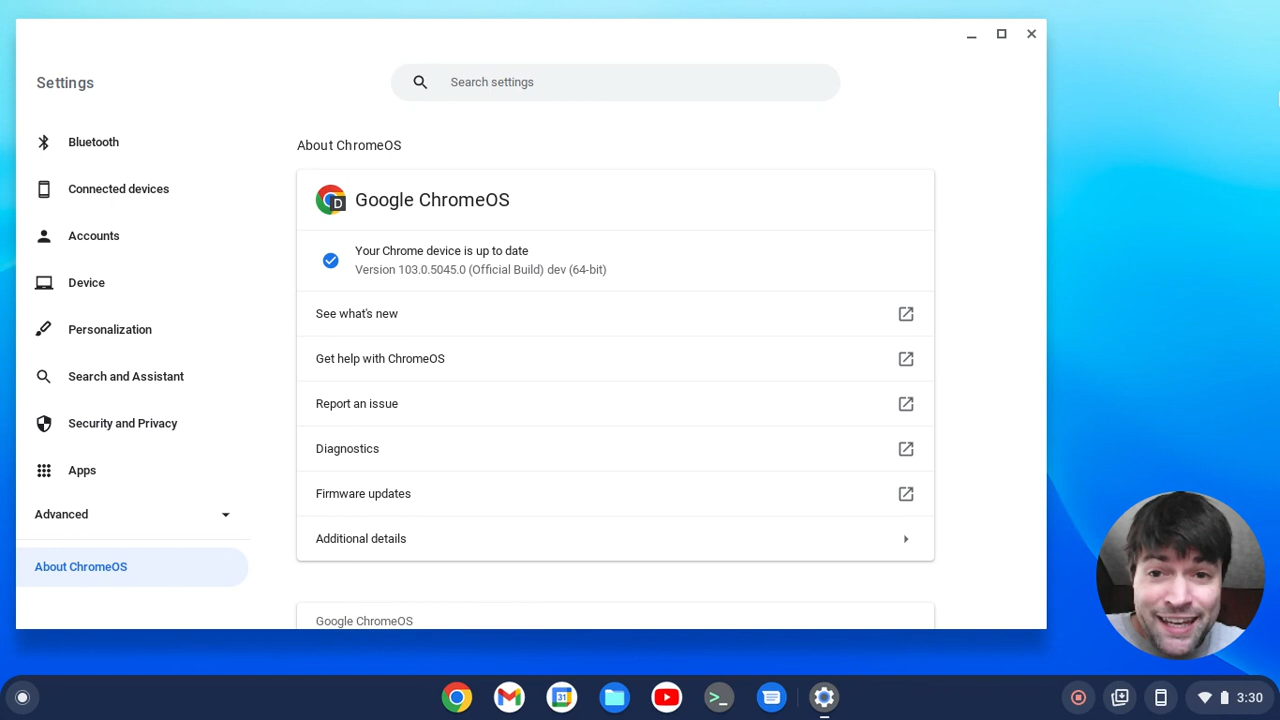 Settings
Search settings
Bluetooth
Connected devices
Accounts
Device
Personalization
Search and Assistant
Security and Privacy
Apps
Advanced
About ChromeOS
About ChromeOS
D
Google ChromeOS
Your Chrome device is up to date
Version 103.0.5045.0 (Official Build) dev (64-bit)
See what's new
Get help with ChromeOS
Report an issue
Diagnostics
Firmware updates
Additional details
Google ChromeOS
31
3:30